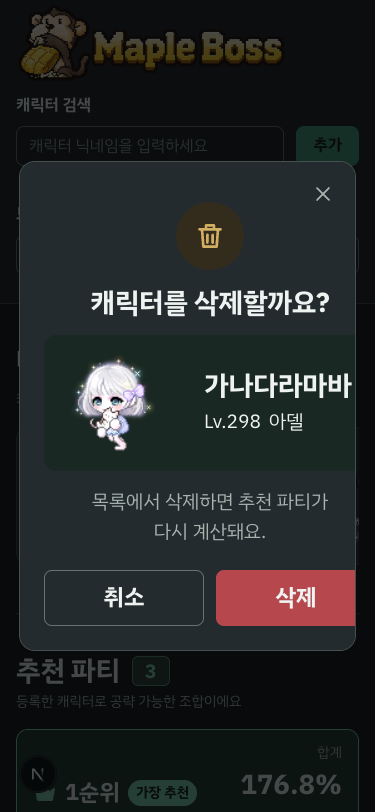 Maple Boss
캐릭터 검색
캐릭터 닉네임을 입력하세요
추가
캐릭터를 삭제할까요?
가나다라마바
Lv.298 아델
목록에서 삭제하면 추천 파티가
다시 계산돼요.
취소
삭제
추천 파티
3
등록한 캐릭터로 공략 가능한 조합이에요
합계
N
1순위
가장 추천
176.8%